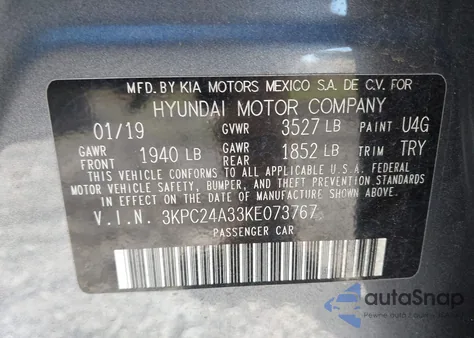 MFD.BY KIA MOTORS MEXICO S.A. DE C.V. FOR
HYUNDAI MOTOR COMPANY
01/19 GVWR 3527 LB PAINT U4G
GAWR FRONT 1940 LB GAWR REAR 1852 LB TRIM TRY
THIS VEHICLE CONFORMS TO ALL APPLICABLE U.S.A. FEDERAL
MOTOR VEHICLE SAFETY, BUMPER, AND THEFT PREVENTION STANDARDS
IN EFFECT ON THE DATE OF MANUFACTURE SHOWN ABOVE.
V.I.N. 3KPC24A33KE073767
PASSENGER CAR
autoSnap